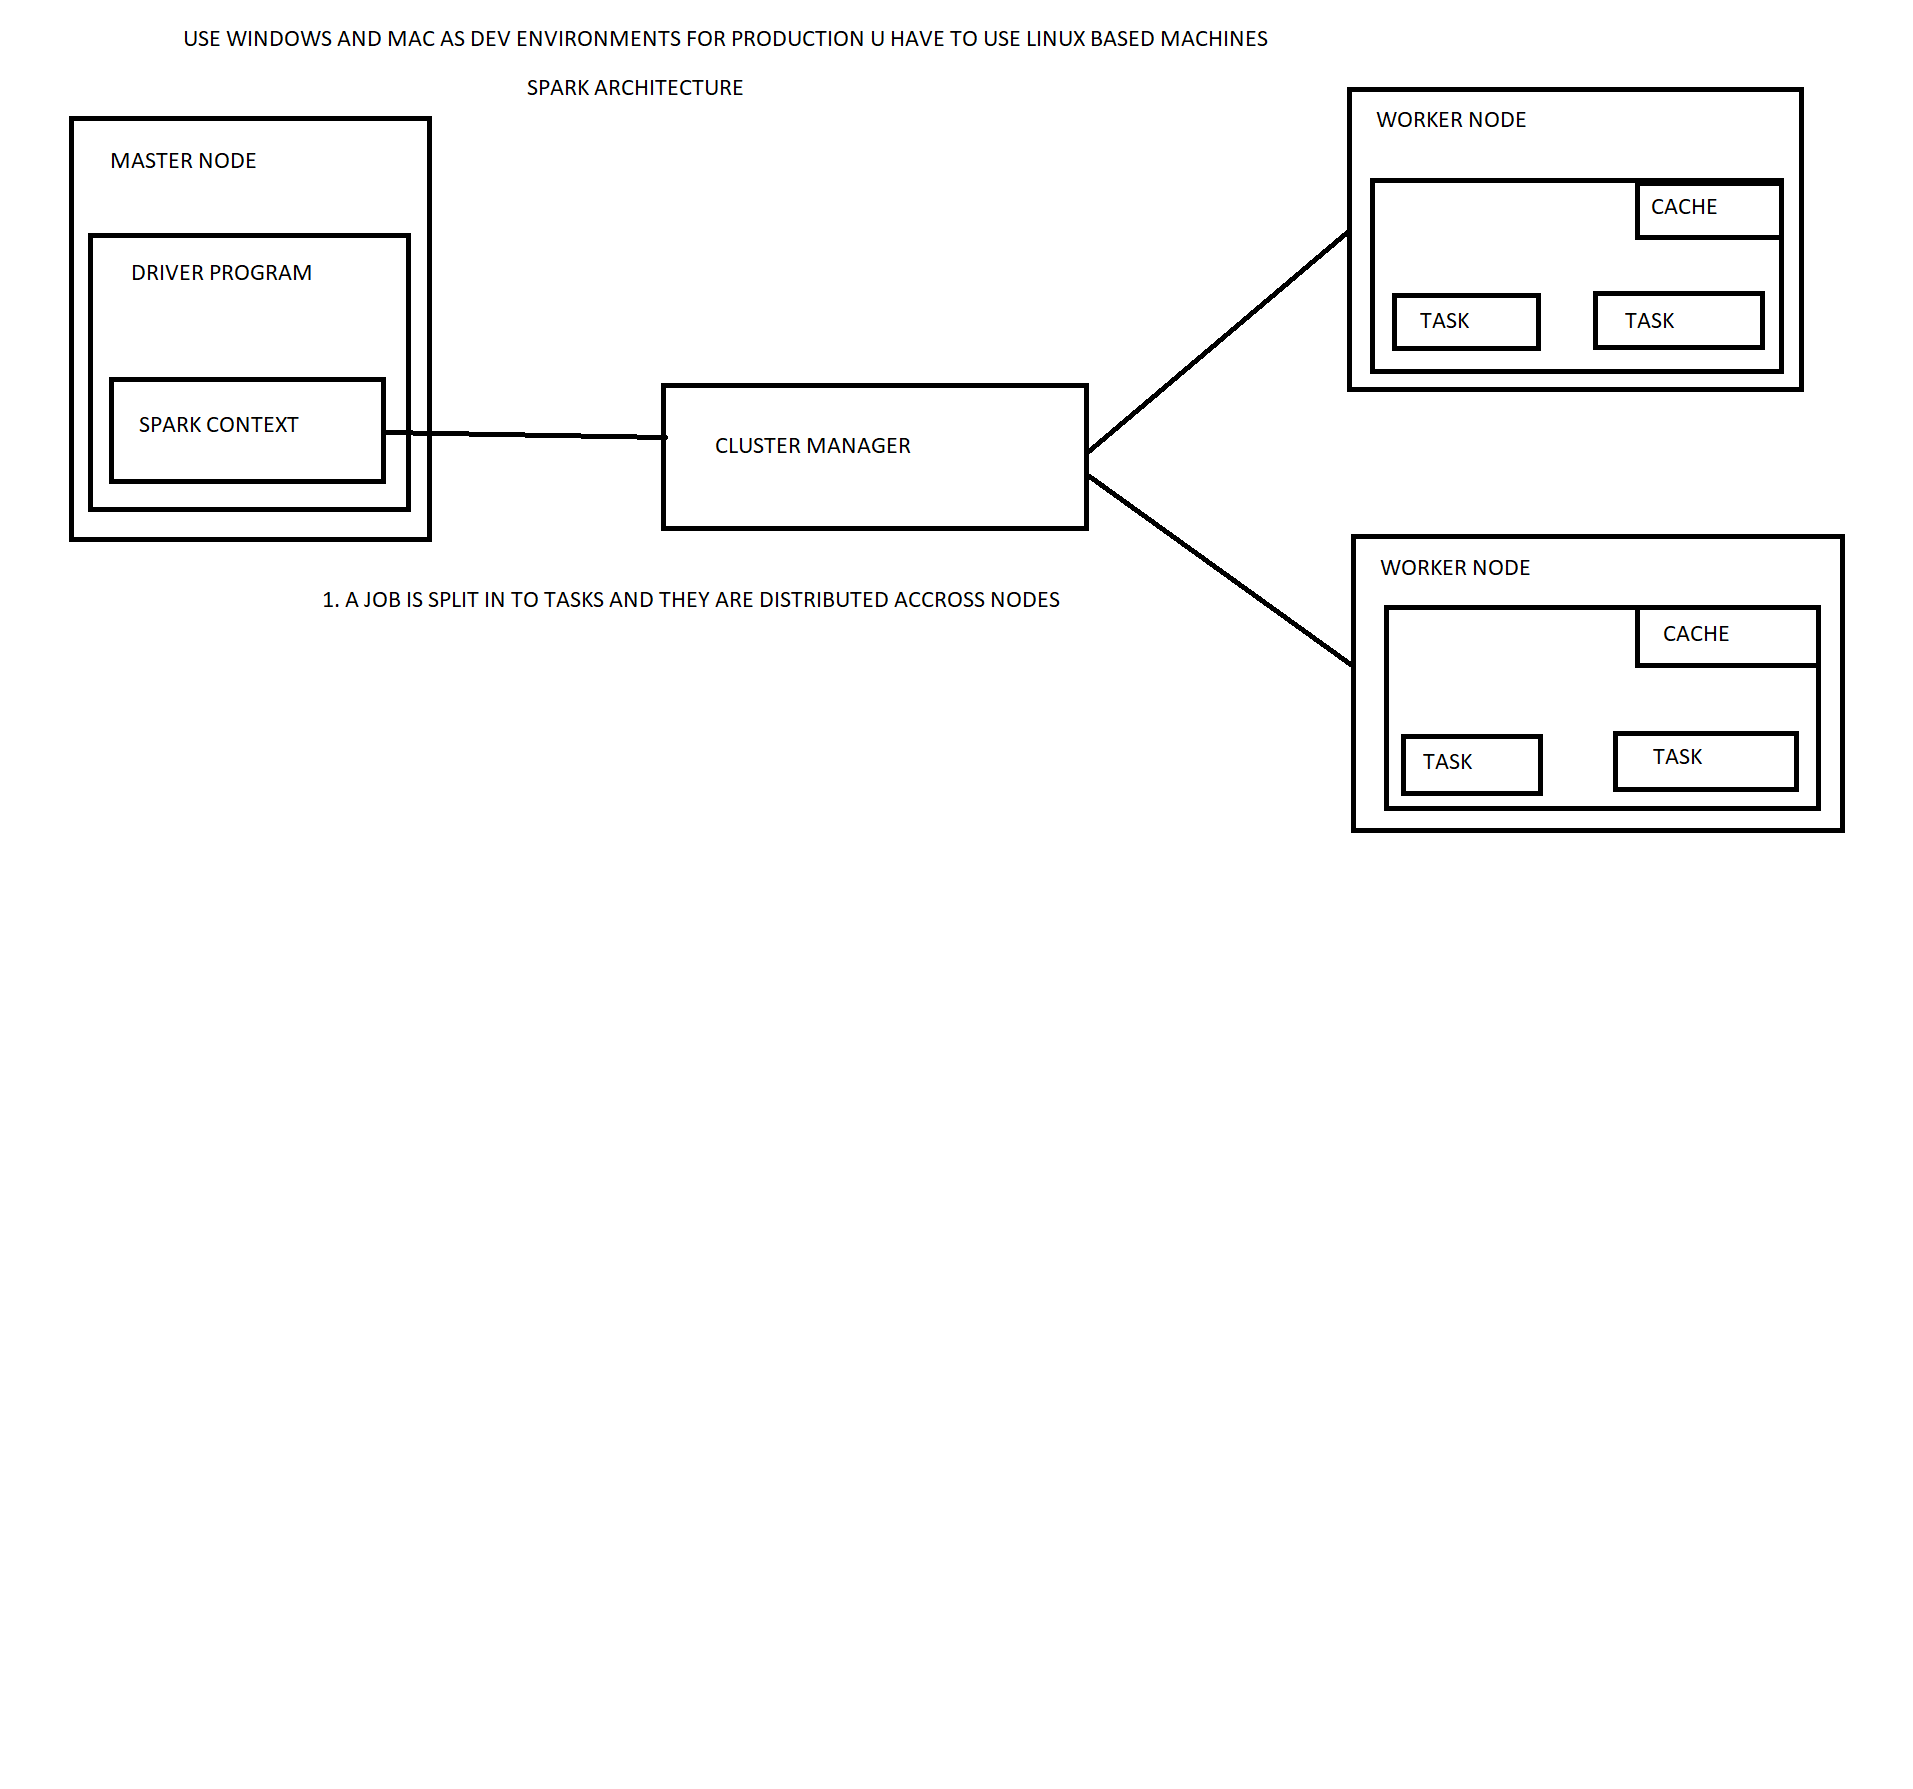 USE WINDOWS AND MAC AS DEV ENVIRONMENTS FOR PRODUCTION U HAVE TO USE LINUX BASED MACHINES
SPARK ARCHITECTURE
MASTER NODE
DRIVER PROGRAM
SPARK CONTEXT
CLUSTER MANAGER
WORKER NODE
CACHE
TASK
TASK
1. A JOB IS SPLIT IN TO TASKS AND THEY ARE DISTRIBUTED ACCROSS NODES
WORKER NODE
CACHE
TASK
TASK